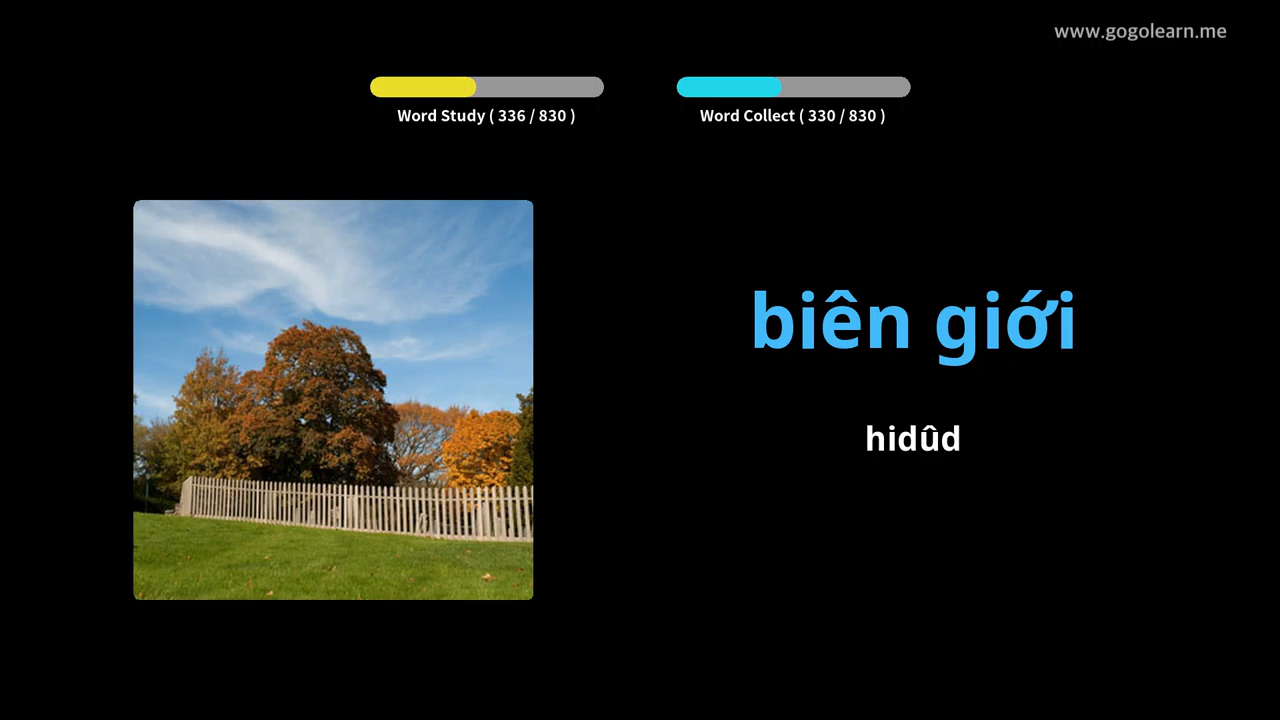 www.gogolearn.me
Word Study ( 336 / 830 )
Word Collect ( 330 / 830 )
biên giới
hidûd